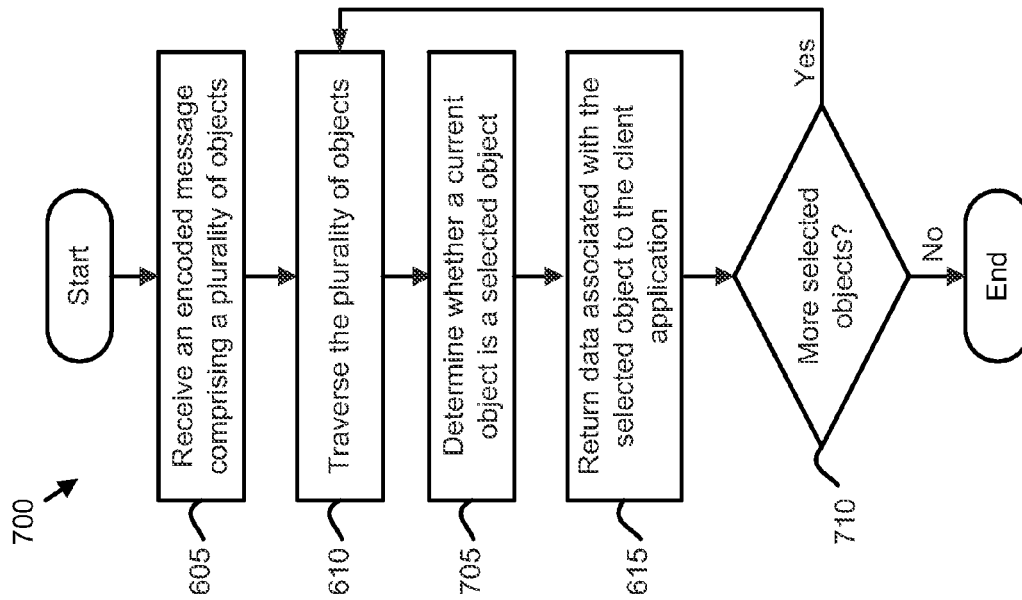 700
Start
605
Receive an encoded message
comprising a plurality of objects
610
Traverse the plurality of objects
705
Determine whether a current
object is a selected object
615
Return data associated with the
selected object to the client
application
710
More selected
objects?
Yes
No
End